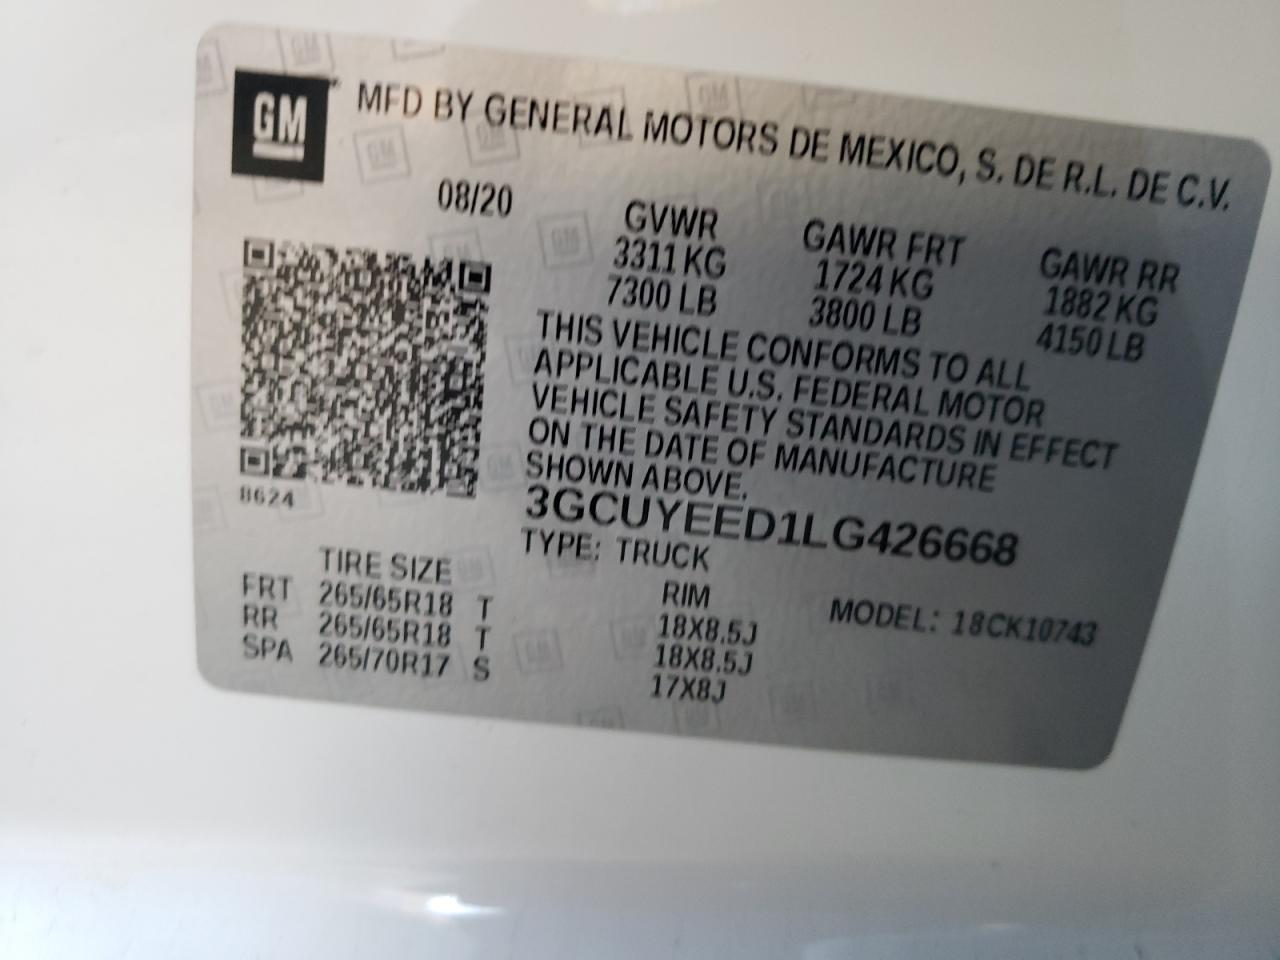 GM MFD BY GENERAL MOTORS DE MEXICO, S. DE R.L. DE C.V.
08/20
GVWR GAWR FRT GAWR RR
3311 KG 1724 KG 1882 KG
7300 LB 3800 LB 4150 LB
THIS VEHICLE CONFORMS TO ALL
APPLICABLE U.S. FEDERAL MOTOR
VEHICLE SAFETY STANDARDS IN EFFECT
ON THE DATE OF MANUFACTURE
SHOWN ABOVE.
8624
3GCUYEED1LG426668
TYPE: TRUCK
MODEL: 18CK10743
TIRE SIZE RIM
FRT 265/65R18 T 18X8.5J
RR 265/65R18 T 18X8.5J
SPA 265/70R17 S 17X8J